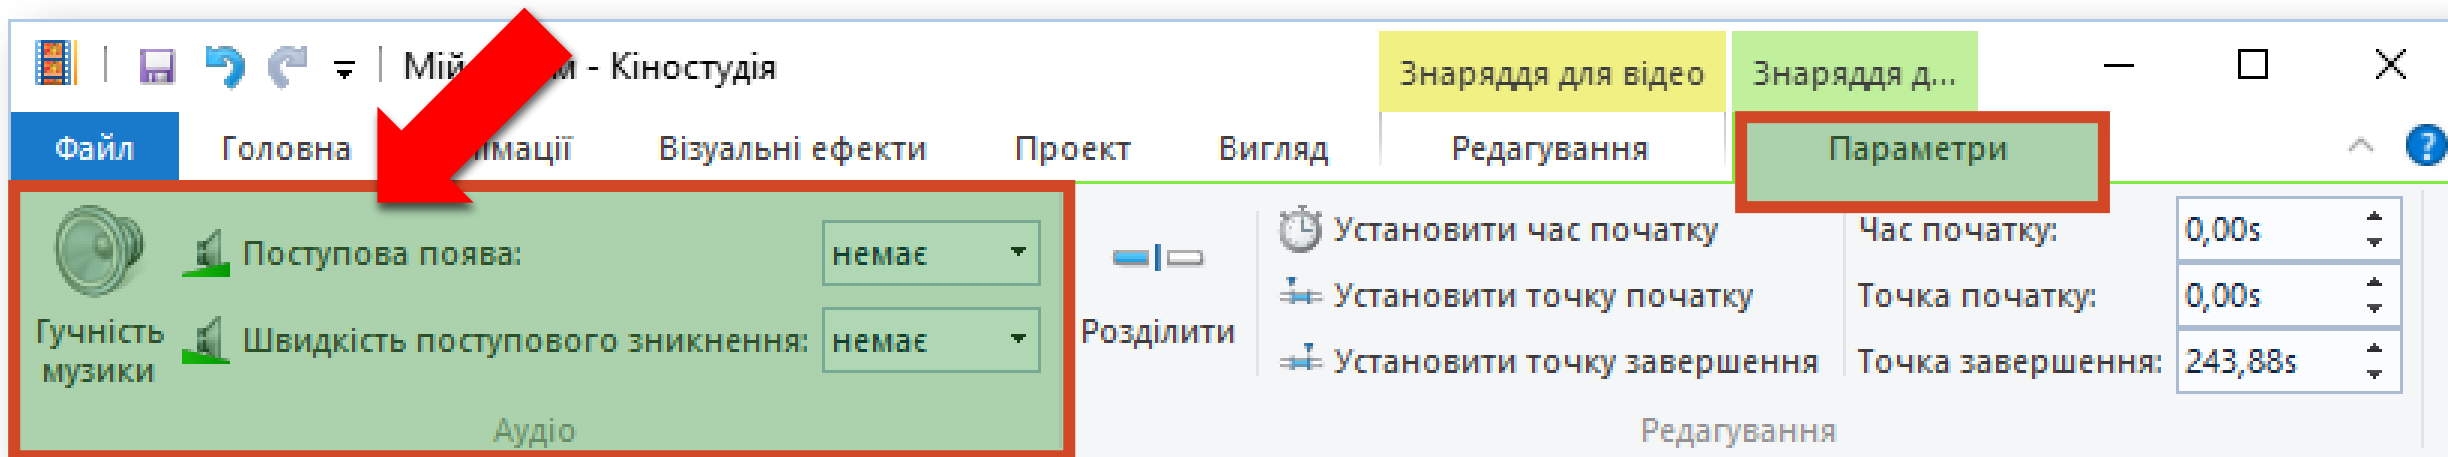 Мій - Кіностудія
Знаряддя для відео
Знаряддя д...
Файл
Головна
Візуальні ефекти
Проект
Вигляд
Редагування
Параметри
Гучність
музики
Поступова поява:
немає
Швидкість поступового зникнення:
немає
Аудіо
Розділити
Установити час початку
Установити точку початку
Установити точку завершення
Час початку:
0,00s
Точка початку:
0,00s
Точка завершення:
243,88s
Редагування